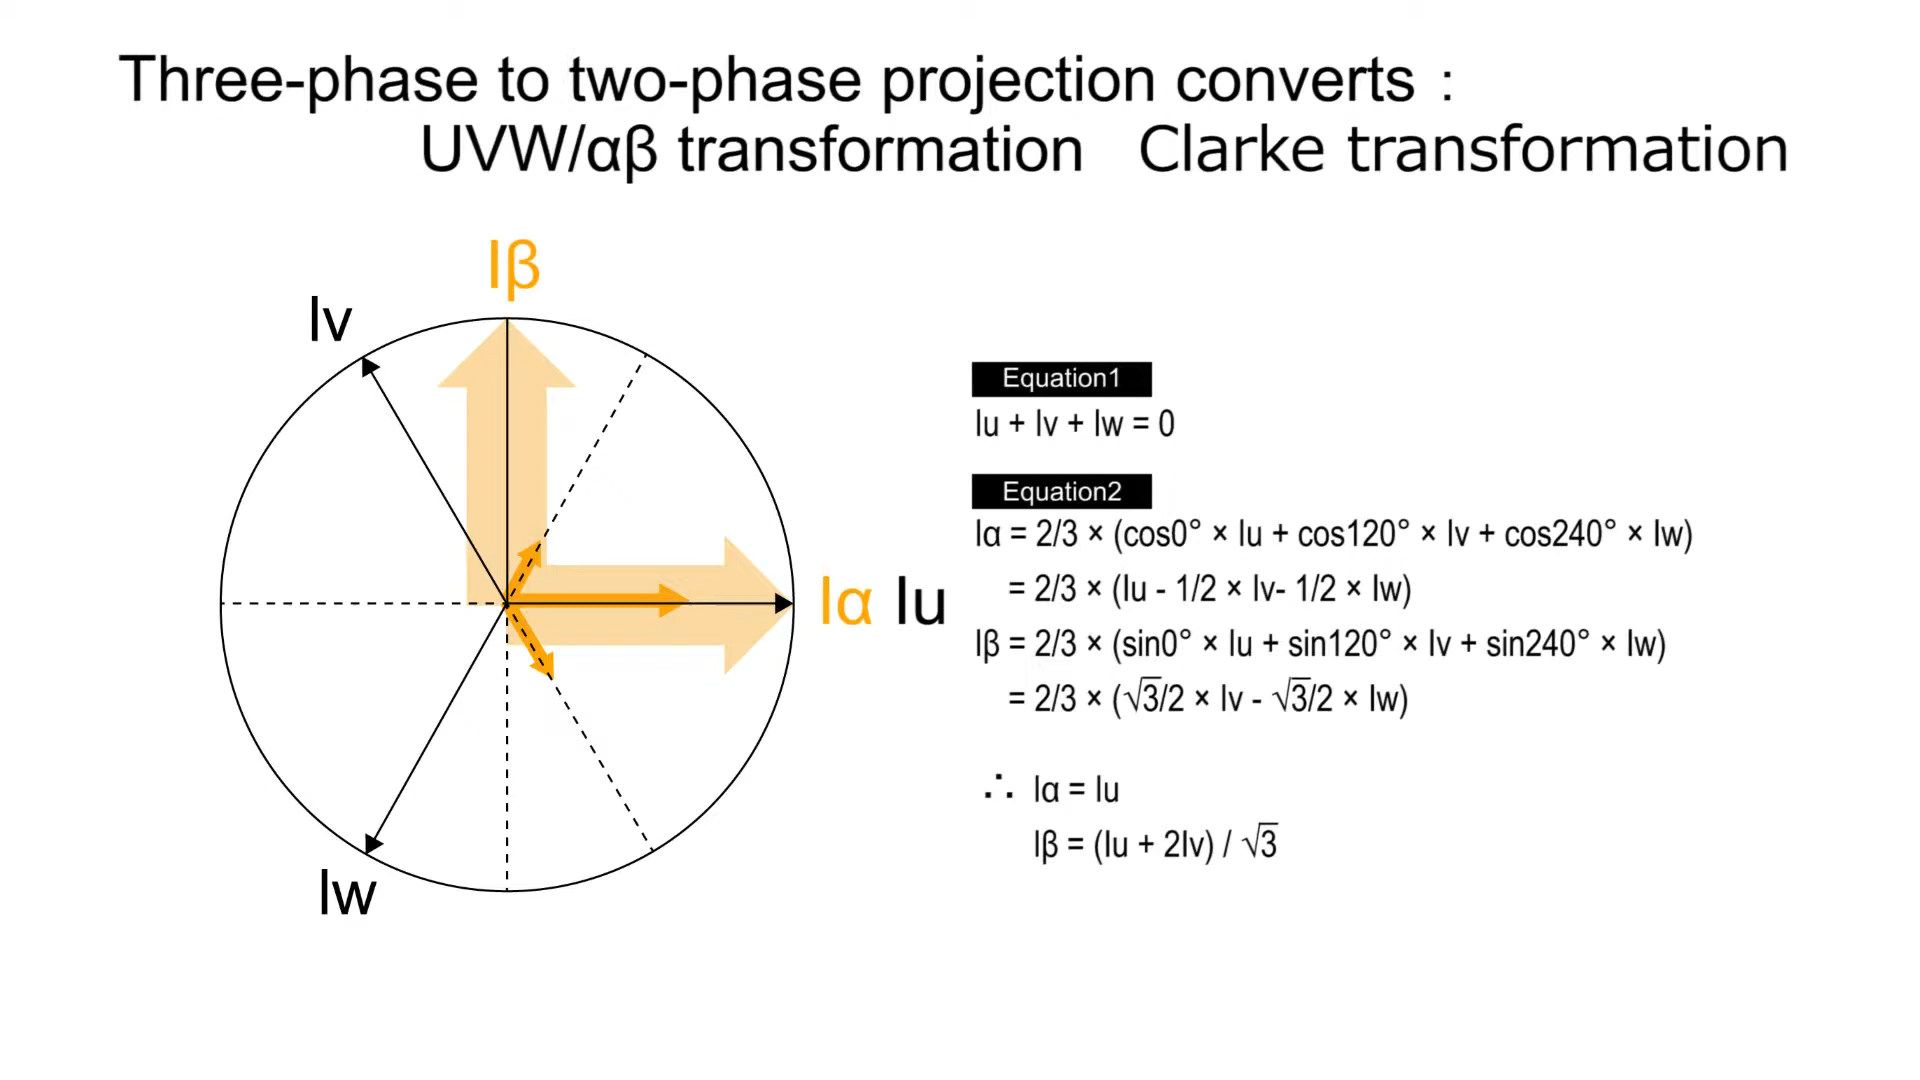 Three-phase to two-phase projection converts：
UVW/αβ transformation Clarke transformation
Iβ
Iv
Iα Iu
Iw
Equation1
Iu + Iv + Iw = 0
Equation2
Iα = 2/3 × (cos0° × Iu + cos120° × Iv + cos240° × Iw)
= 2/3 × (Iu - 1/2 × Iv- 1/2 × Iw)
Iβ = 2/3 × (sin0° × Iu + sin120° × Iv + sin240° × Iw)
= 2/3 × (√3/2 × Iv - √3/2 × Iw)
∴ Iα = Iu
Iβ = (Iu + 2Iv) / √3